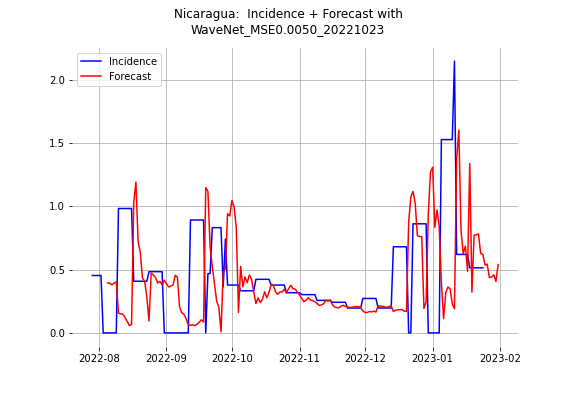 Nicaragua:  Incidence + Forecast with
WaveNet_MSE0.0050_20221023
Incidence
Forecast
2.0
1.5
1.0
0.5
0.0
2022-08 2022-09 2022-10 2022-11 2022-12 2023-01 2023-02